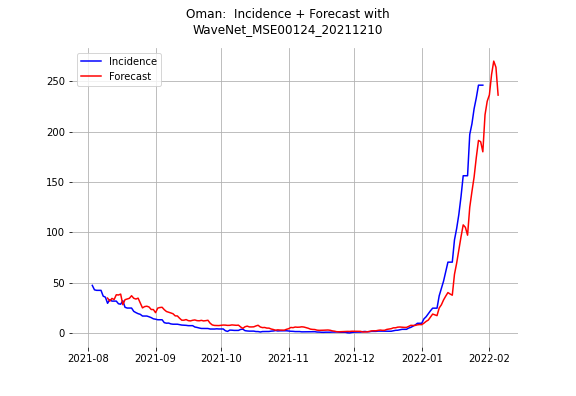 Oman: Incidence + Forecast with
WaveNet_MSE00124_20211210
Incidence
Forecast
250
200
150
100
50
0
2021-08 2021-09 2021-10 2021-11 2021-12 2022-01 2022-02